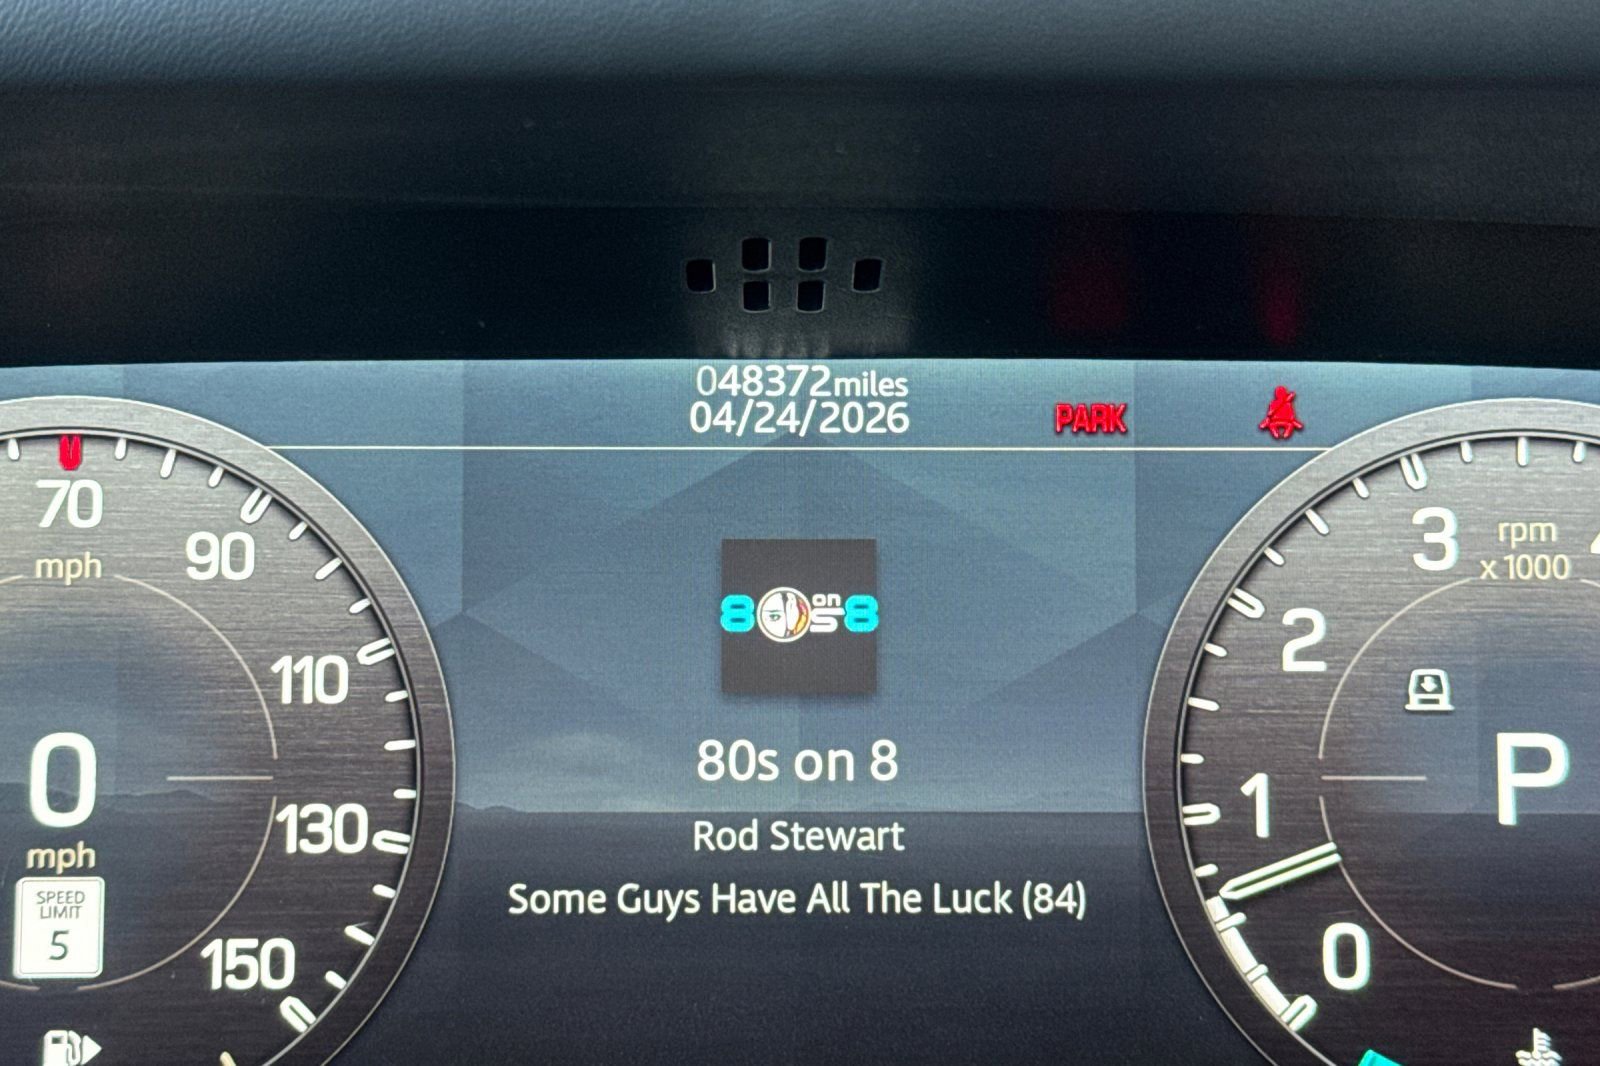 048372miles
04/24/2026
PARK
70
mph
90
110
130
150
0
mph
SPEED
LIMIT
5
80s on 8
80s on 8
Rod Stewart
Some Guys Have All The Luck (84)
3
rpm
x 1000
2
1
0
P